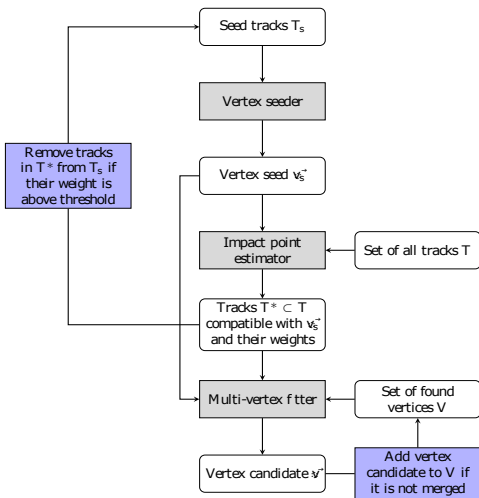 Seed tracks Tₛ
Vertex seeder
Remove tracks
in T* from Tₛ if
their weight is
above threshold
Vertex seed v⃗ₛ
Impact point
estimator
Set of all tracks T
Tracks T* ⊂ T
compatible with v⃗ₛ
and their weights
Multi-vertex fitter
Set of found
vertices V
Vertex candidate v⃗
Add vertex
candidate to V if
it is not merged